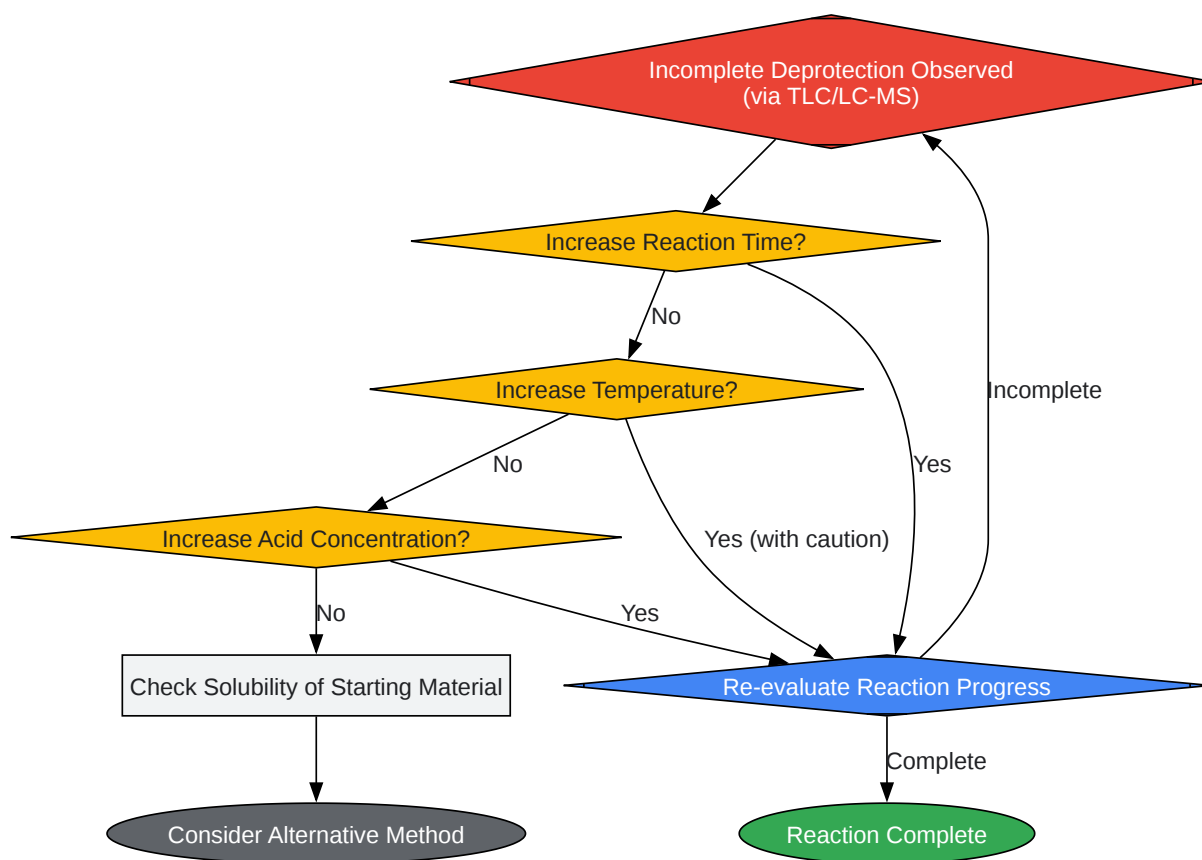 Incomplete Deprotection Observed
(via TLC/LC-MS)
Increase Reaction Time?
No
Increase Temperature?
Incomplete
No
Yes
Increase Acid Concentration?
Yes (with caution)
No
Yes
Check Solubility of Starting Material
Re-evaluate Reaction Progress
Complete
Consider Alternative Method
Reaction Complete